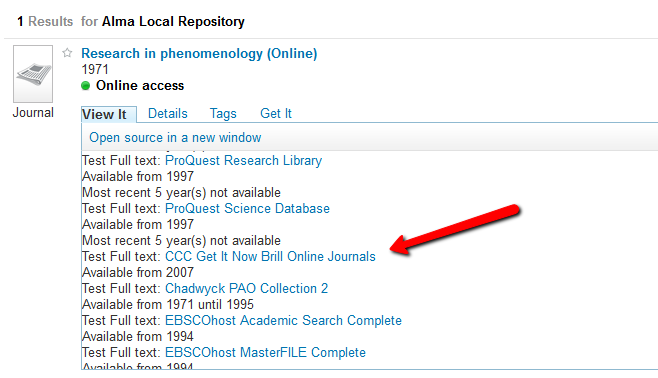 1 Results for Alma Local Repository
Research in phenomenology (Online)
1971
Online access
Journal
View It Details Tags Get It
Open source in a new window
Test Full text: ProQuest Research Library
Available from 1997
Most recent 5 year(s) not available
Test Full text: ProQuest Science Database
Available from 1997
Most recent 5 year(s) not available
Test Full text: CCC Get It Now Brill Online Journals
Available from 2007
Test Full text: Chadwyck PAO Collection 2
Available from 1971 until 1995
Test Full text: EBSCOhost Academic Search Complete
Available from 1994
Test Full text: EBSCOhost MasterFILE Complete
Available from 1994